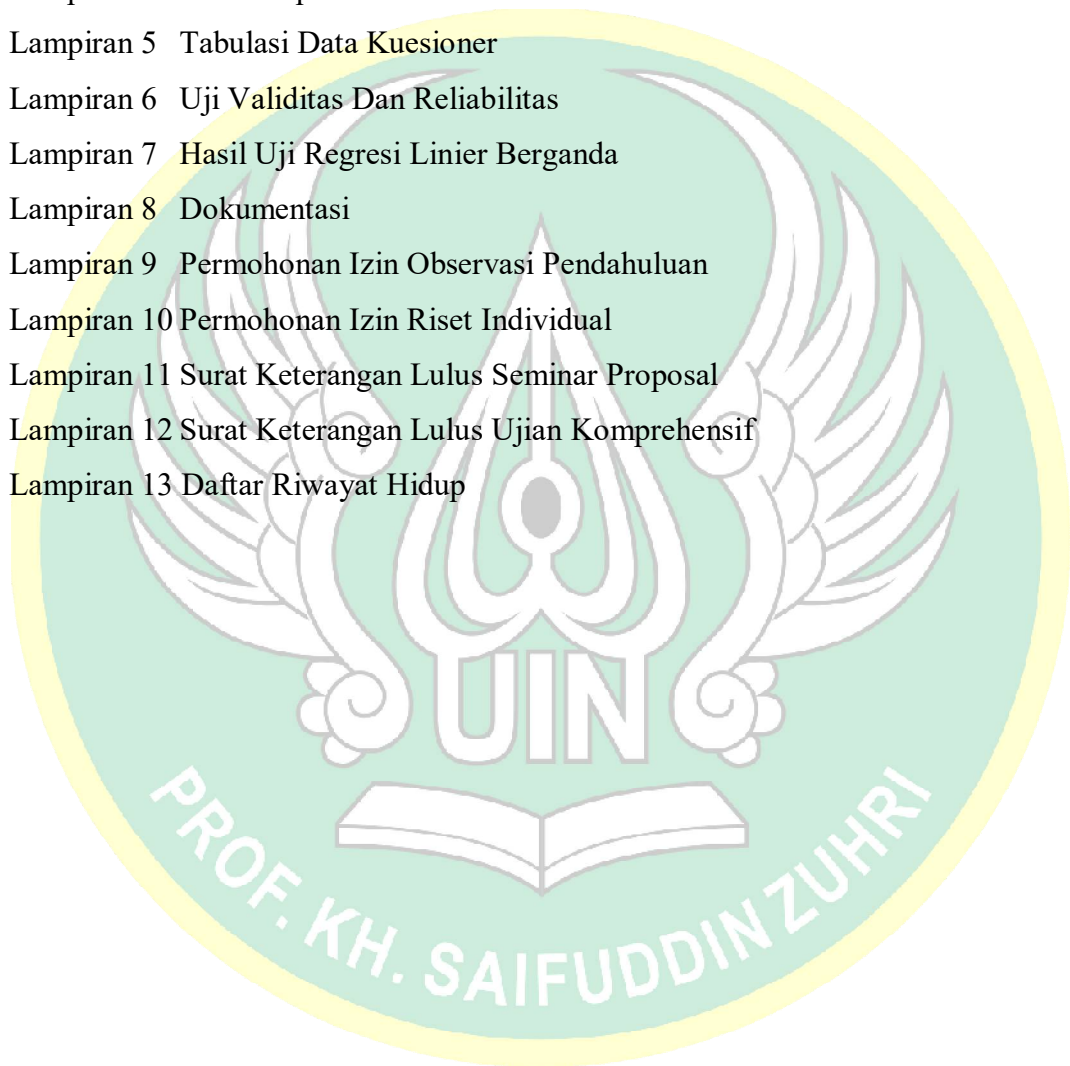 Lampiran 5 Tabulasi Data Kuesioner
Lampiran 6 Uji Validitas Dan Reliabilitas
Lampiran 7 Hasil Uji Regresi Linier Berganda
Lampiran 8 Dokumentasi
Lampiran 9 Permohonan Izin Observasi Pendahuluan
Lampiran 10 Permohonan Izin Riset Individual
Lampiran 11 Surat Keterangan Lulus Seminar Proposal
Lampiran 12 Surat Keterangan Lulus Ujian Komprehensif
Lampiran 13 Daftar Riwayat Hidup
UIN
PROF. KH. SAIFUDDIN ZUHRI